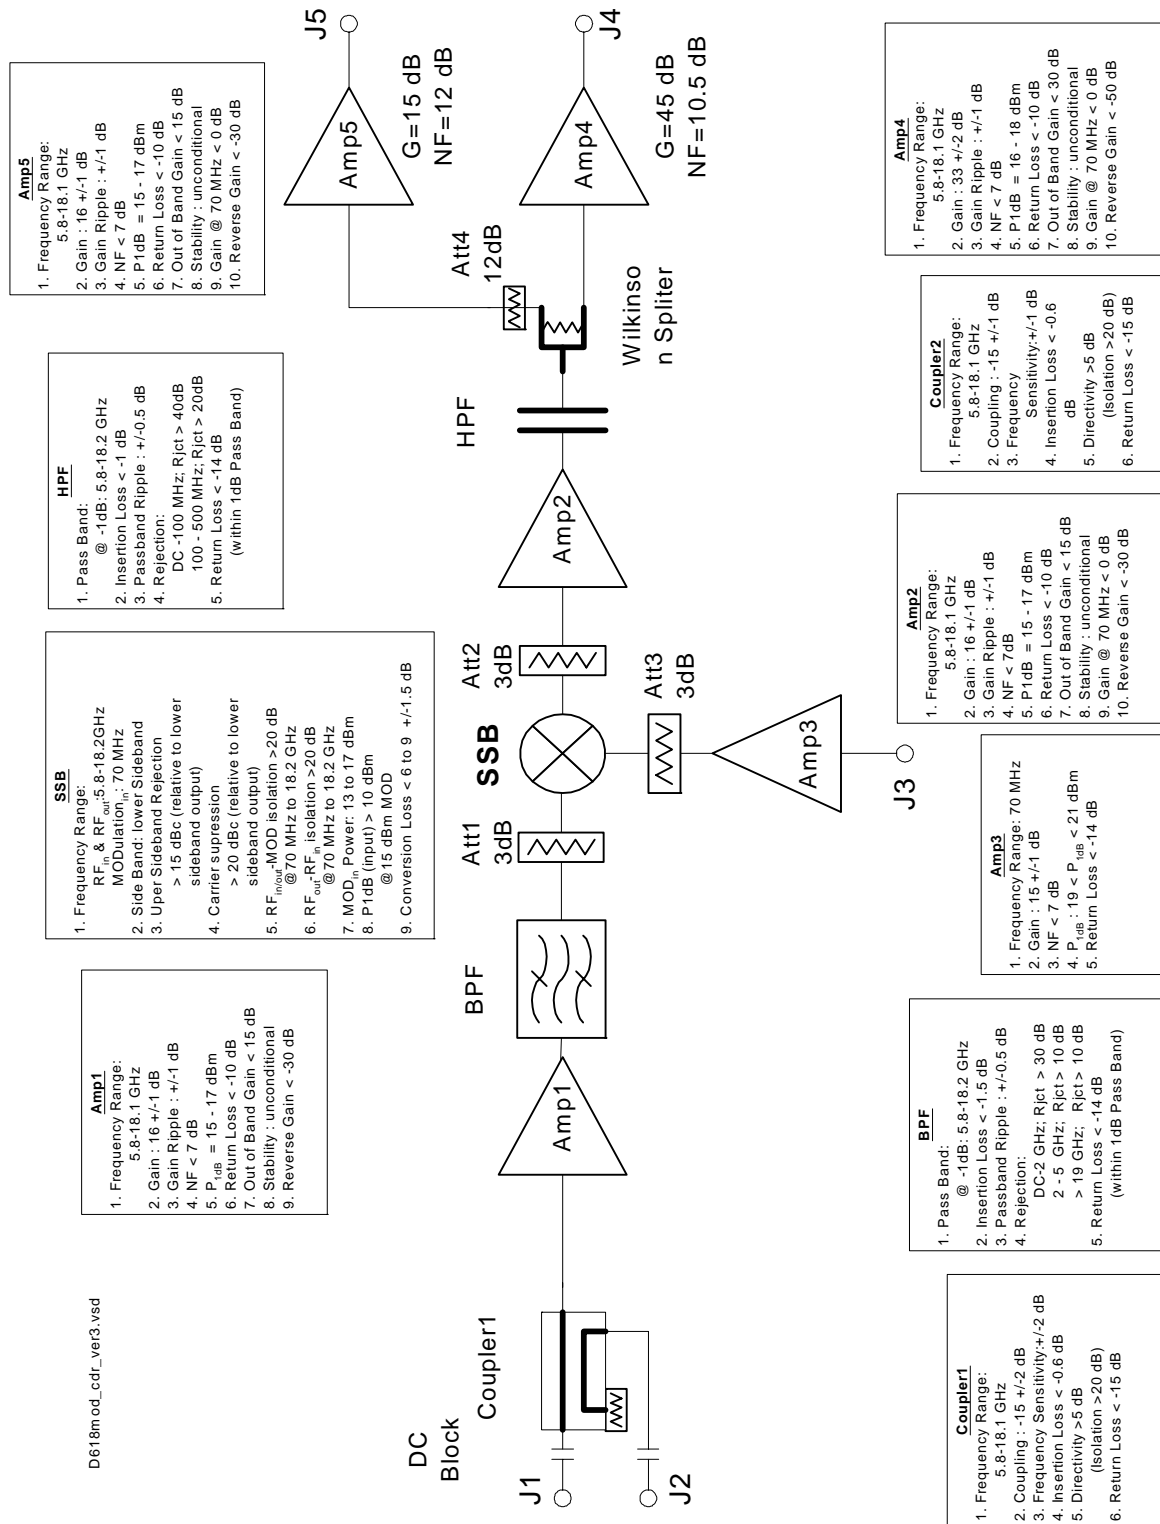 D618mod_cdr_ver3.vsd
Amp1
1. Frequency Range:
5.8-18.1 GHz
2. Gain : 16 +/-1 dB
3. Gain Ripple : +/-1 dB
4. NF < 7 dB
5. P1dB = 15 - 17 dBm
6. Return Loss < -10 dB
7. Out of Band Gain < 15 dB
8. Stability : unconditional
9. Reverse Gain < -30 dB
SSB
1. Frequency Range:
RFin & RFout:5.8-18.2GHz
MODulationin: 70 MHz
2. Side Band: lower Sideband
3. Uper Sideband Rejection
> 15 dBc (relative to lower
sideband output)
4. Carrier supression
> 20 dBc (relative to lower
sideband output)
5. RFin/out-MOD isolation >20 dB
@70 MHz to 18.2 GHz
6. RFout-RFin isolation >20 dB
@70 MHz to 18.2 GHz
7. MODin Power: 13 to 17 dBm
8. P1dB (input) > 10 dBm
@15 dBm MOD
9. Conversion Loss < 6 to 9 +/-1.5 dB
HPF
1. Pass Band:
@ -1dB: 5.8-18.2 GHz
2. Insertion Loss < -1 dB
3. Passband Ripple : +/-0.5 dB
4. Rejection:
DC -100 MHz; Rjct > 40dB
100 - 500 MHz; Rjct > 20dB
5. Return Loss < -14 dB
(within 1dB Pass Band)
Amp5
1. Frequency Range:
5.8-18.1 GHz
2. Gain : 16 +/-1 dB
3. Gain Ripple : +/-1 dB
4. NF < 7 dB
5. P1dB = 15 - 17 dBm
6. Return Loss < -10 dB
7. Out of Band Gain < 15 dB
8. Stability : unconditional
9. Gain @ 70 MHz < 0 dB
10. Reverse Gain < -30 dB
DC
Block
J1
J2
Coupler1
Amp1
BPF
Att1
3dB
SSB
Att2
3dB
Att3
3dB
Amp3
J3
Amp2
HPF
Wilkinso
n Spliter
Att4
12dB
Amp5
J5
G=15 dB
NF=12 dB
Amp4
J4
G=45 dB
NF=10.5 dB
Coupler1
1. Frequency Range:
5.8-18.1 GHz
2. Coupling : -15 +/-2 dB
3. Frequency Sensitivity:+/-2 dB
4. Insertion Loss < -0.6 dB
5. Directivity >5 dB
(Isolation >20 dB)
6. Return Loss < -15 dB
BPF
1. Pass Band:
@ -1dB: 5.8-18.2 GHz
2. Insertion Loss < -1.5 dB
3. Passband Ripple : +/-0.5 dB
4. Rejection:
DC-2 GHz; Rjct > 30 dB
2 - 5 GHz; Rjct > 10 dB
> 19 GHz; Rjct > 10 dB
5. Return Loss < -14 dB
(within 1dB Pass Band)
Amp3
1. Frequency Range: 70 MHz
2. Gain : 15 +/-1 dB
3. NF < 7 dB
4. P1dB : 19 < P1dB < 21 dBm
5. Return Loss < -14 dB
Amp2
1. Frequency Range:
5.8-18.1 GHz
2. Gain : 16 +/-1 dB
3. Gain Ripple : +/-1 dB
4. NF < 7dB
5. P1dB = 15 - 17 dBm
6. Return Loss < -10 dB
7. Out of Band Gain < 15 dB
8. Stability : unconditional
9. Gain @ 70 MHz < 0 dB
10. Reverse Gain < -30 dB
Coupler2
1. Frequency Range:
5.8-18.1 GHz
2. Coupling : -15 +/-1 dB
3. Frequency
Sensitivity:+/-1 dB
4. Insertion Loss < -0.6
dB
5. Directivity >5 dB
(Isolation >20 dB)
6. Return Loss < -15 dB
Amp4
1. Frequency Range:
5.8-18.1 GHz
2. Gain : 33 +/-2 dB
3. Gain Ripple : +/-1 dB
4. NF < 7 dB
5. P1dB = 16 - 18 dBm
6. Return Loss < -10 dB
7. Out of Band Gain < 30 dB
8. Stability : unconditional
9. Gain @ 70 MHz < 0 dB
10. Reverse Gain < -50 dB